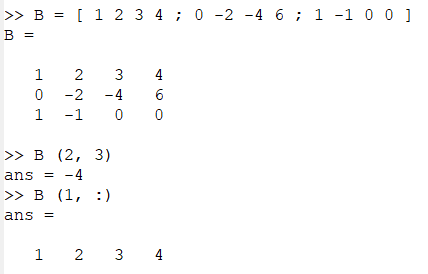 >> B = [ 1 2 3 4 ; 0 -2 -4 6 ; 1 -1 0 0 ]
B =
1 2 3 4
0 -2 -4 6
1 -1 0 0
>> B (2, 3)
ans = -4
>> B (1, :)
ans =
1 2 3 4